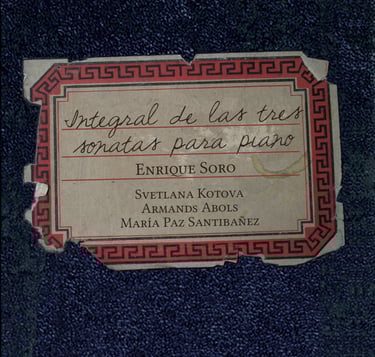 Integral de las tres
sonatas para piano
ENRIQUE SORO
SVETLANA KOTOVA
ARMANDS ABOLS
MARÍA PAZ SANTIBAÑEZ